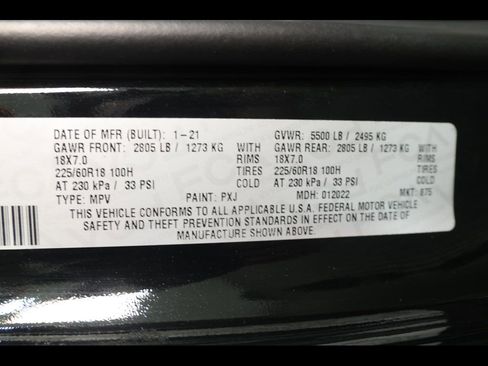 DATE OF MFR (BUILT): 1-21 GVWR: 5500 LB / 2495 KG
GAWR FRONT: 2805 LB / 1273 KG WITH GAWR REAR: 2805 LB / 1273 KG WITH
18X7.0 RIMS 18X7.0 RIMS
225/60R18 100H TIRES 225/60R18 100H TIRES
AT 230 kPa / 33 PSI COLD AT 230 kPa / 33 PSI COLD
TYPE: MPV PAINT: PXJ MDH: 012022 MKT: 875
THIS VEHICLE CONFORMS TO ALL APPLICABLE U.S.A. FEDERAL MOTOR VEHICLE
SAFETY AND THEFT PREVENTION STANDARDS IN EFFECT ON THE DATE OF
MANUFACTURE SHOWN ABOVE.